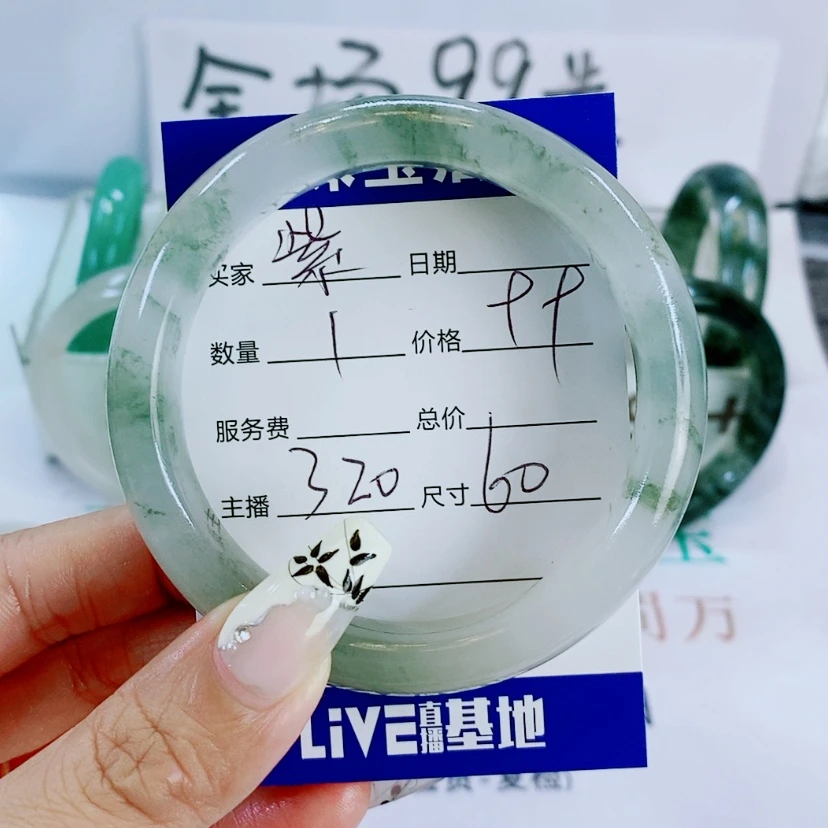 全场99米
买家 紫 日期
数量 1 价格 99
服务费 总价
主播 320 尺寸 60
LiVE直播基地